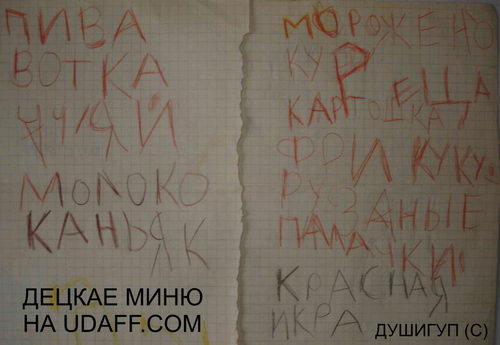 ПИВА
ВОТКА
МОЛОКО
КАНЬЯК
МОРОЖЕНО
КУРЕЦА
КАРТОШКА
ФРИ КУКУ
РУЗАНЫЕ
ПАЛАЧКИ
КРАСНАЯ
ИКРА
ДЕЦКАЕ МИНЮ
НА UDAFF.COM
ДУШИГУП (С)